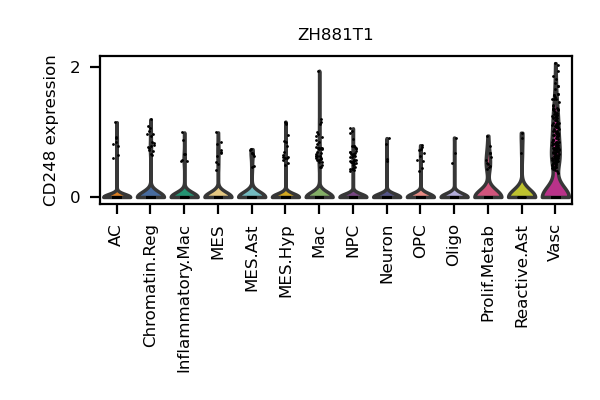 ZH881T1
CD248 expression
2
0
AC
Chromatin.Reg
Inflammatory.Mac
MES
MES.Ast
MES.Hyp
Mac
NPC
Neuron
OPC
Oligo
Prolif.Metab
Reactive.Ast
Vasc